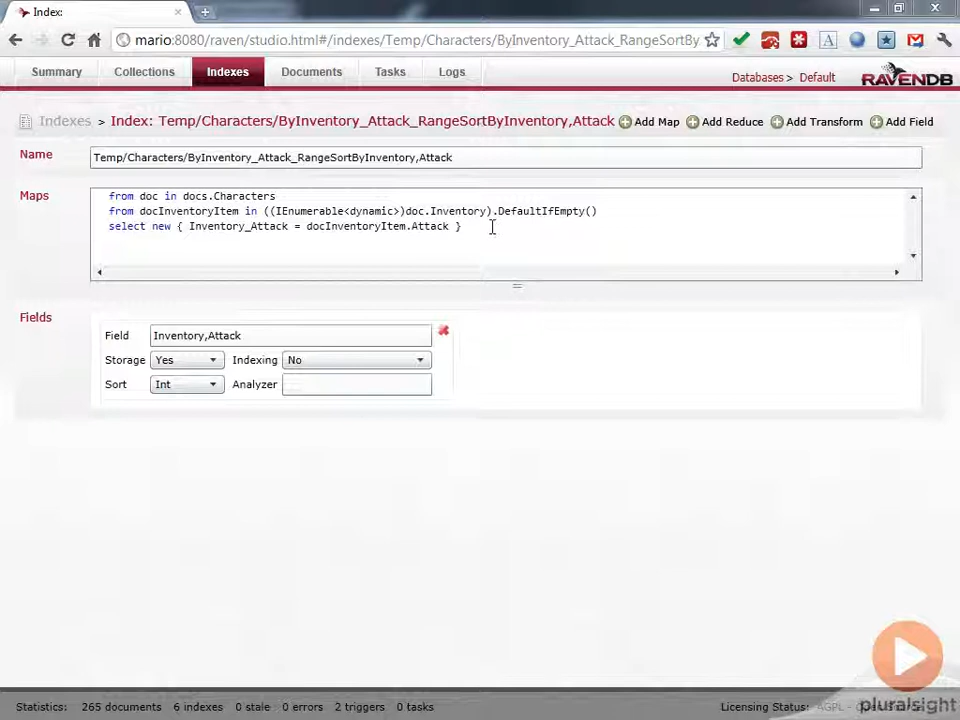 Index:
mario:8080/raven/studio.html#/indexes/Temp/Characters/ByInventory_Attack_RangeSortBy
Summary Collections Indexes Documents Tasks Logs
Databases > Default
RAVENDB
Indexes > Index: Temp/Characters/ByInventory_Attack_RangeSortByInventory,Attack Add Map Add Reduce Add Transform Add Field
Name Temp/Characters/ByInventory_Attack_RangeSortByInventory,Attack
Maps from doc in docs.Characters
from docInventoryItem in ((IEnumerable<dynamic>)doc.Inventory).DefaultIfEmpty()
select new { Inventory_Attack = docInventoryItem.Attack }
Fields
Field Inventory,Attack
Storage Yes Indexing No
Sort Int Analyzer
Statistics: 265 documents 6 indexes 0 stale 0 errors 2 triggers 0 tasks
Licensing Status: AGPL -
pluralsight